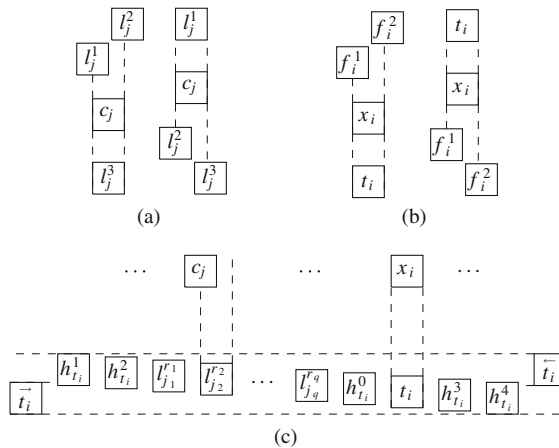 l_j^2 l_j^1
l_j^1
c_j c_j
l_j^2
l_j^3 l_j^3
(a)
f_i^2 t_i
f_i^1
x_i x_i
f_i^1
t_i f_i^2
(b)
... c_j ... x_i ...
h_{t_i}^1 h_{t_i}^2 l_{j_1}^{r_1} l_{j_2}^{r_2} \overleftarrow{t_i}
\overrightarrow{t_i} ... l_{j_q}^{r_q} h_{t_i}^0 t_i h_{t_i}^3 h_{t_i}^4
(c)